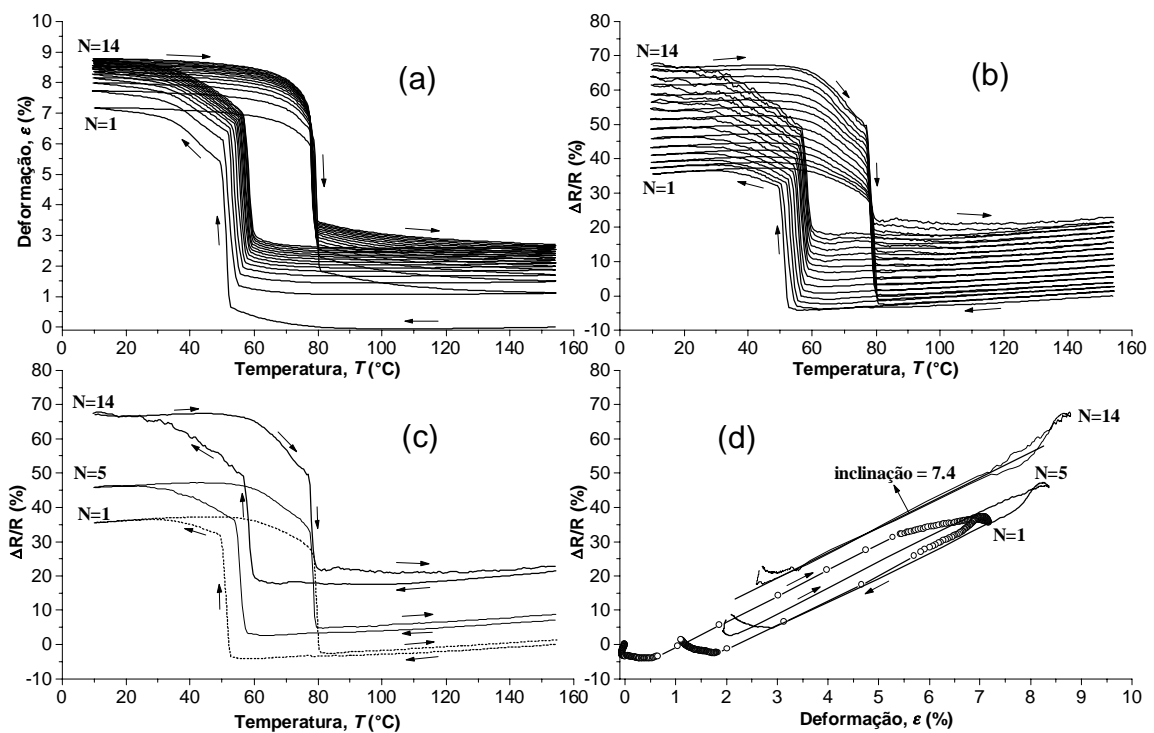 10
9
8
7
6
5
4
3
2
1
0
Deformação, ε (%)
N=14
N=1
(a)
0 20 40 60 80 100 120 140 160
Temperatura, T (°C)
80
70
60
50
40
30
20
10
0
-10
ΔR/R (%)
N=14
N=1
(b)
0 20 40 60 80 100 120 140 160
Temperatura, T (°C)
80
70
60
50
40
30
20
10
0
-10
ΔR/R (%)
N=14
N=5
N=1
(c)
0 20 40 60 80 100 120 140 160
Temperatura, T (°C)
80
70
60
50
40
30
20
10
0
-10
ΔR/R (%)
(d)
N=14
inclinação = 7.4
N=5
N=1
0 1 2 3 4 5 6 7 8 9 10
Deformação, ε (%)